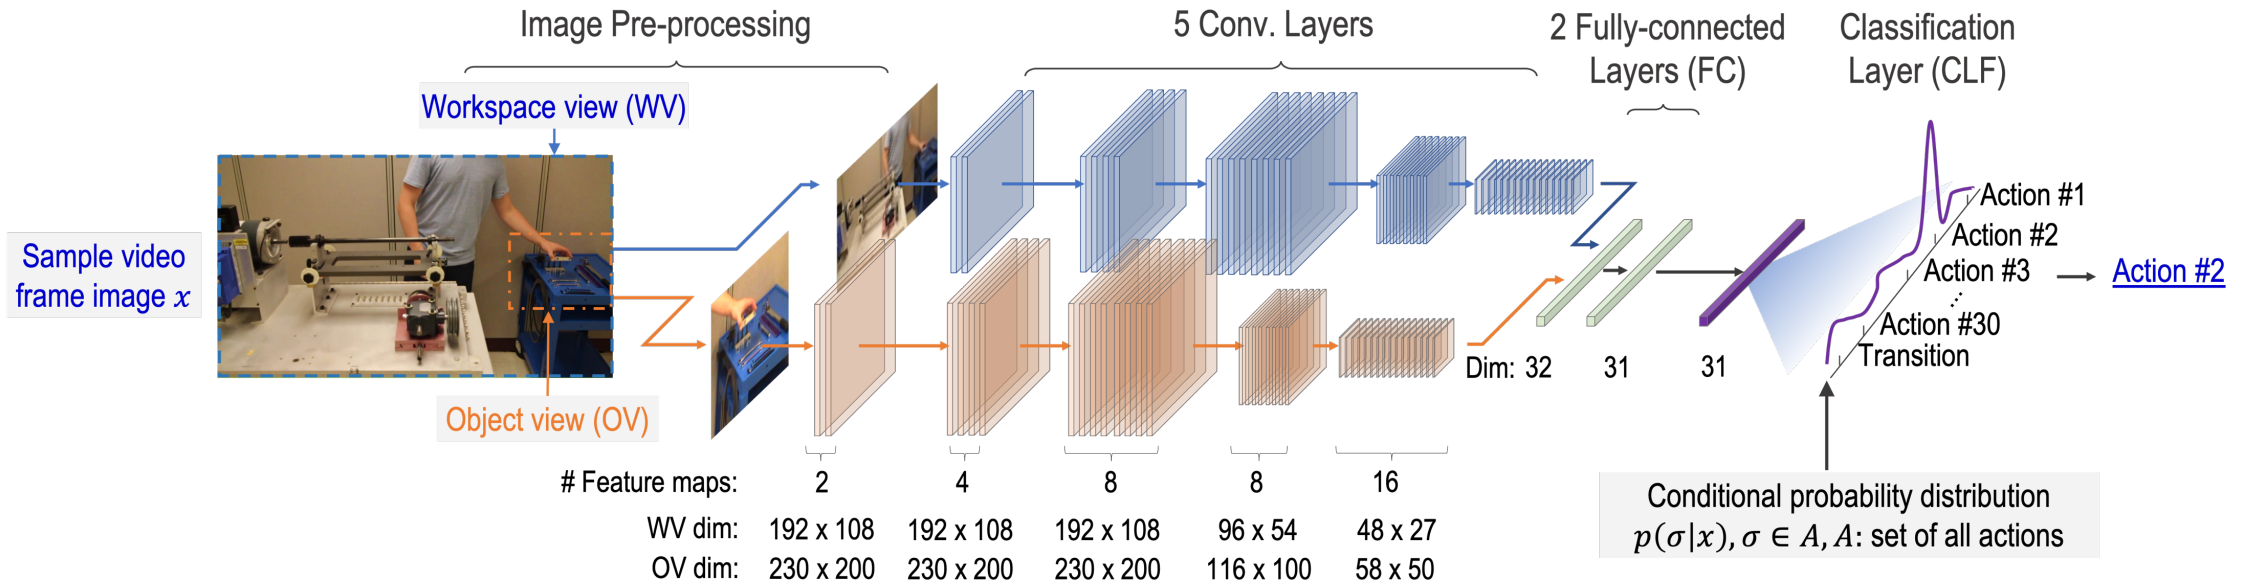 Image Pre-processing
5 Conv. Layers
2 Fully-connected
Layers (FC)
Classification
Layer (CLF)
Workspace view (WV)
Sample video
frame image x
Object view (OV)
Action #1
Action #2
Action #3
⋰
Action #30
Transition
Action #2
Dim: 32 31 31
# Feature maps: 2 4 8 8 16
WV dim: 192 x 108 192 x 108 192 x 108 96 x 54 48 x 27
OV dim: 230 x 200 230 x 200 230 x 200 116 x 100 58 x 50
Conditional probability distribution
p(σ|x), σ ∈ A, A: set of all actions